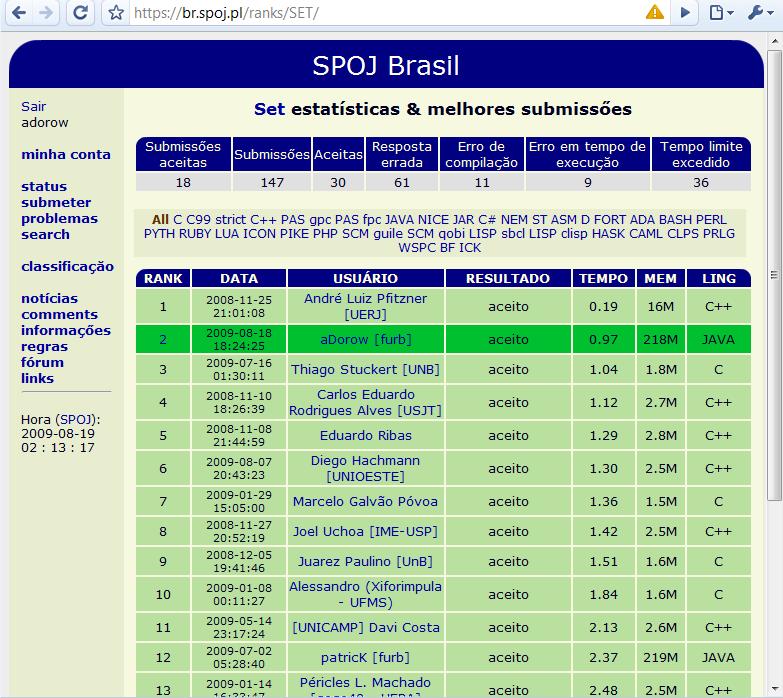 https://br.spoj.pl/ranks/SET/
SPOJ Brasil
Sair
adorow
minha conta
status
submeter
problemas
search
classificação
notícias
comments
informações
regras
fórum
links
Hora (SPOJ):
2009-08-19
02 : 13 : 17
Set estatísticas & melhores submissões
Submissões aceitas Submissões Aceitas Resposta errada Erro de compilação Erro em tempo de execução Tempo limite excedido
18 147 30 61 11 9 36
All C C99 strict C++ PAS gpc PAS fpc JAVA NICE JAR C# NEM ST ASM D FORT ADA BASH PERL
PYTH RUBY LUA ICON PIKE PHP SCM guile SCM qobi LISP sbcl LISP clisp HASK CAML CLPS PRLG
WSPC BF ICK
RANK DATA USUÁRIO RESULTADO TEMPO MEM LING
1 2008-11-25 21:01:08 André Luiz Pfitzner [UERJ] aceito 0.19 16M C++
2 2009-08-18 18:24:25 aDorow [furb] aceito 0.97 218M JAVA
3 2009-07-16 01:30:11 Thiago Stuckert [UNB] aceito 1.04 1.8M C
4 2008-11-10 18:26:39 Carlos Eduardo Rodrigues Alves [USJT] aceito 1.12 2.7M C++
5 2008-11-08 21:44:59 Eduardo Ribas aceito 1.29 2.8M C++
6 2009-08-07 20:43:23 Diego Hachmann [UNIOESTE] aceito 1.30 2.5M C++
7 2009-01-29 15:05:00 Marcelo Galvão Póvoa aceito 1.36 1.5M C
8 2008-11-27 20:52:19 Joel Uchoa [IME-USP] aceito 1.42 2.5M C++
9 2008-12-05 19:41:46 Juarez Paulino [UnB] aceito 1.51 1.6M C
10 2009-01-08 00:11:27 Alessandro (Xiforimpula - UFMS) aceito 1.84 1.6M C
11 2009-05-14 23:17:24 [UNICAMP] Davi Costa aceito 2.13 2.6M C++
12 2009-07-02 05:28:40 patricK [furb] aceito 2.37 219M JAVA
13 2009-01-14 Péricles L. Machado aceito 2.48 2.5M C++